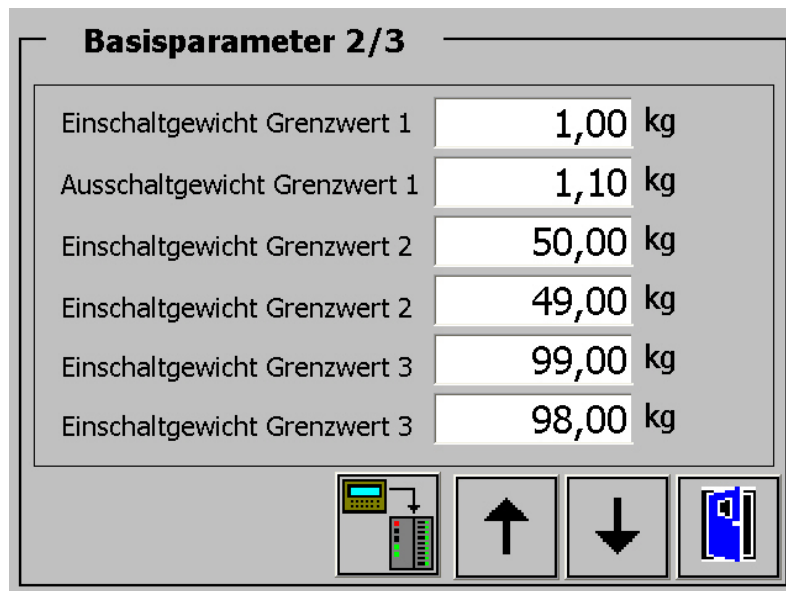 Basisparameter 2/3
Einschaltgewicht Grenzwert 1 1,00 kg
Ausschaltgewicht Grenzwert 1 1,10 kg
Einschaltgewicht Grenzwert 2 50,00 kg
Einschaltgewicht Grenzwert 2 49,00 kg
Einschaltgewicht Grenzwert 3 99,00 kg
Einschaltgewicht Grenzwert 3 98,00 kg